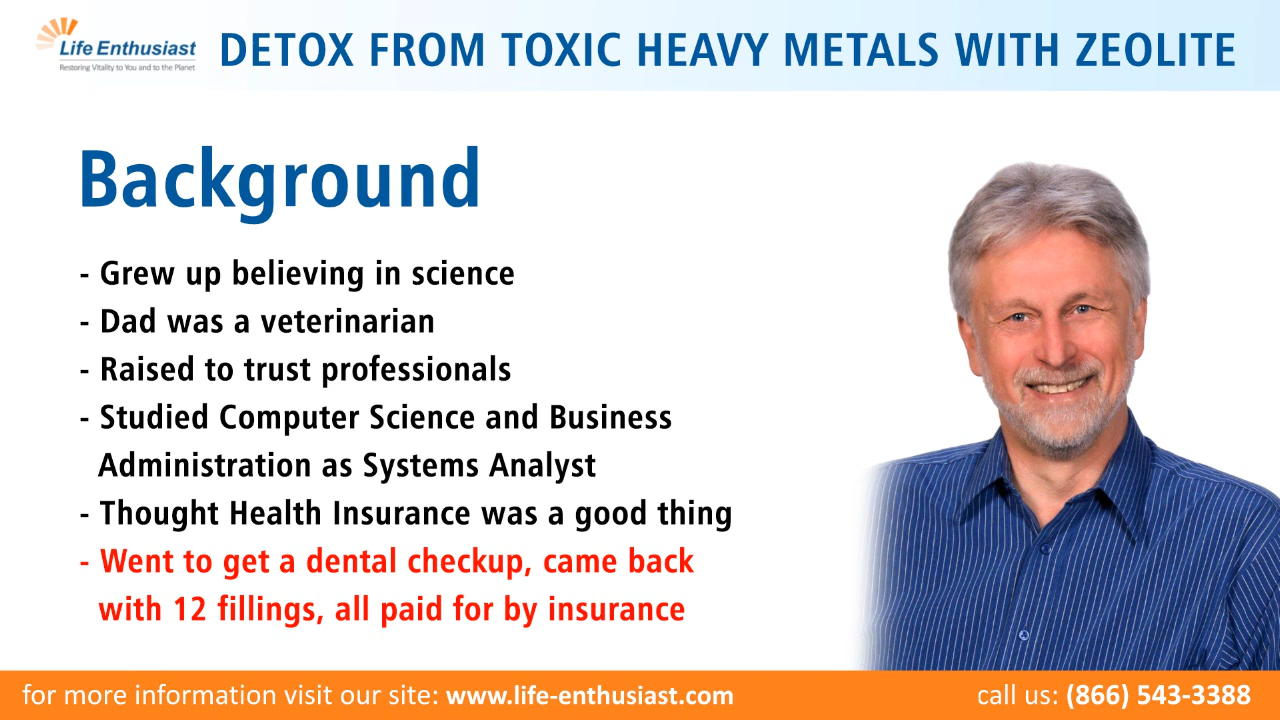 Life Enthusiast
Restoring Vitality to You and to the Planet
DETOX FROM TOXIC HEAVY METALS WITH ZEOLITE
Background
- Grew up believing in science
- Dad was a veterinarian
- Raised to trust professionals
- Studied Computer Science and Business
Administration as Systems Analyst
- Thought Health Insurance was a good thing
- Went to get a dental checkup, came back
with 12 fillings, all paid for by insurance
for more information visit our site: www.life-enthusiast.com
call us: (866) 543-3388